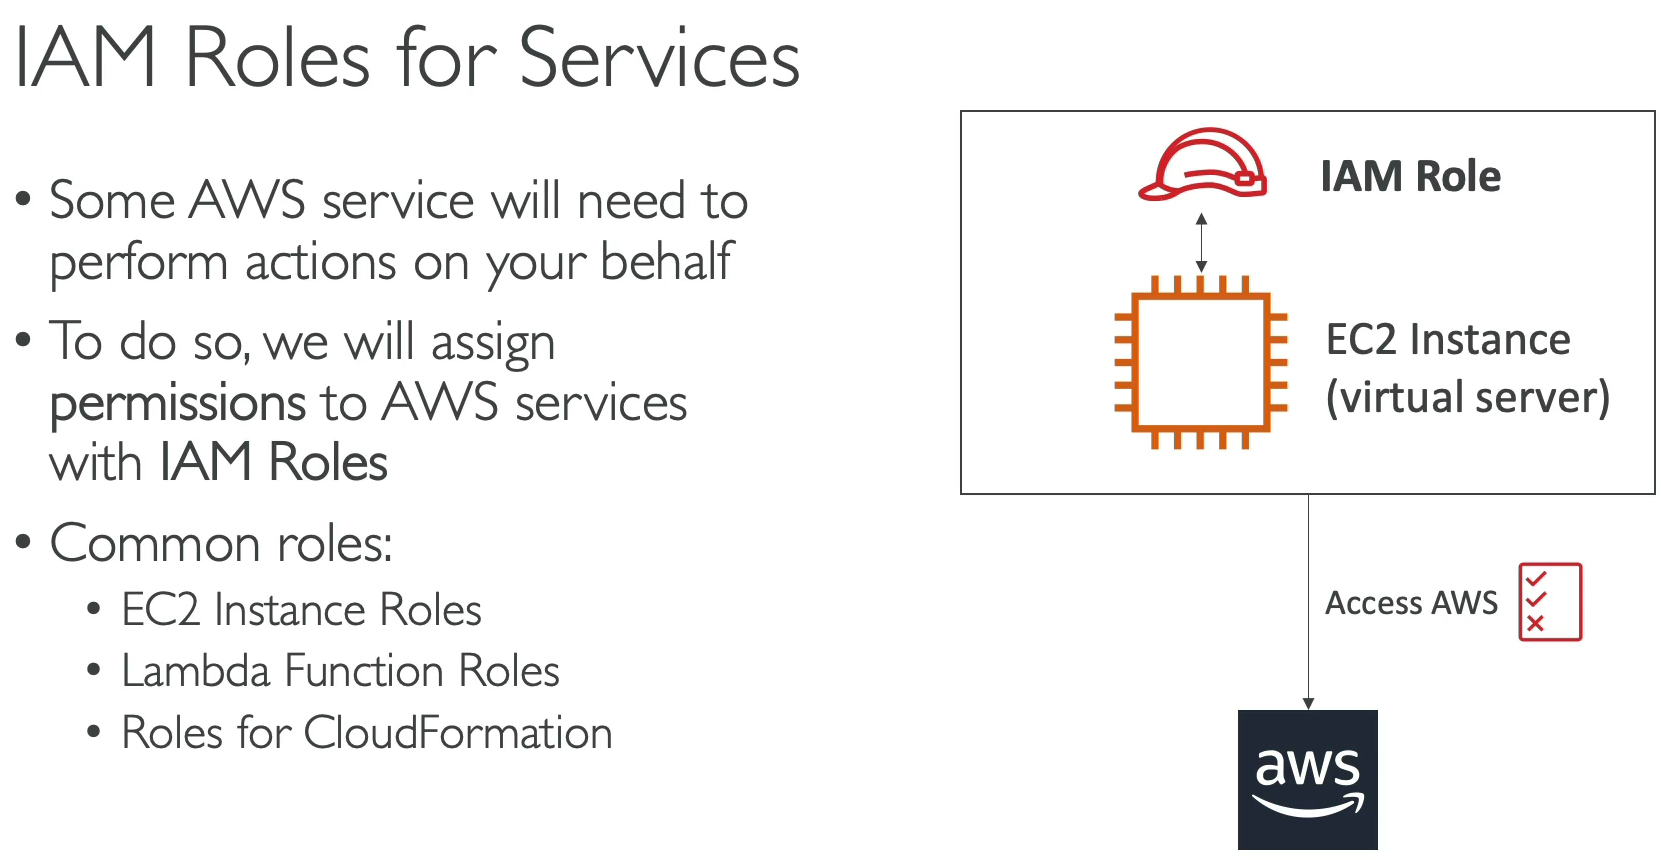 IAM Roles for Services
• Some AWS service will need to
perform actions on your behalf
• To do so, we will assign
permissions to AWS services
with IAM Roles
• Common roles:
• EC2 Instance Roles
• Lambda Function Roles
• Roles for CloudFormation
IAM Role
EC2 Instance
(virtual server)
Access AWS
aws